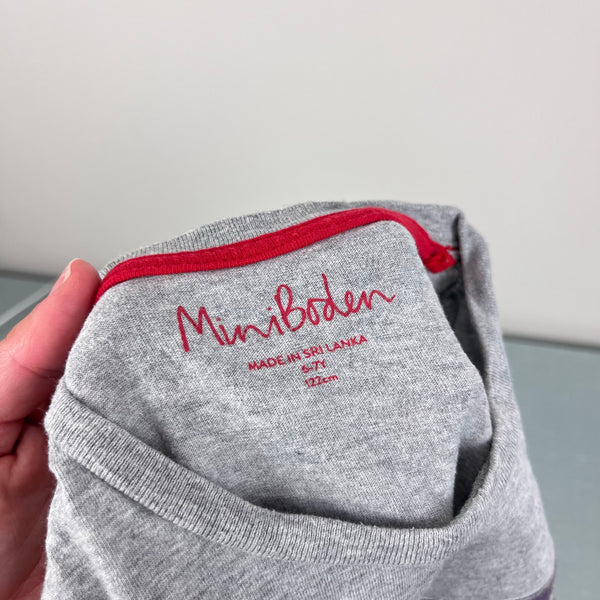 MiniBoden
MADE IN SRI LANKA
6-7Y
122cm